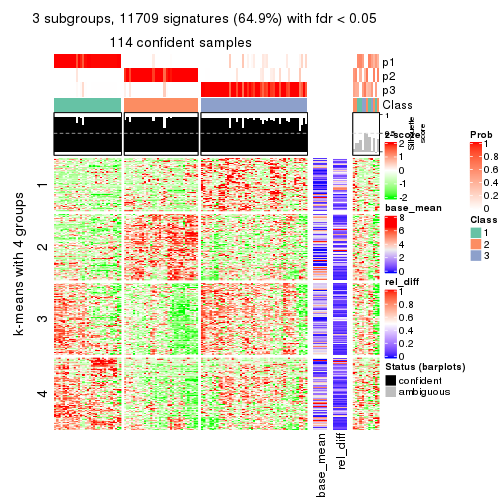 3 subgroups, 11709 signatures (64.9%) with fdr < 0.05
114 confident samples
p1
p2
p3
Class
1
0
Silhouette
score
k-means with 4 groups
1
2
3
4
base_mean
rel_diff
z-score
2
1
0
-1
-2
base_mean
8
6
4
2
0
rel_diff
1
0.8
0.6
0.4
0.2
0
Status (barplots)
confident
ambiguous
Prob
1
0.8
0.6
0.4
0.2
0
Class
1
2
3